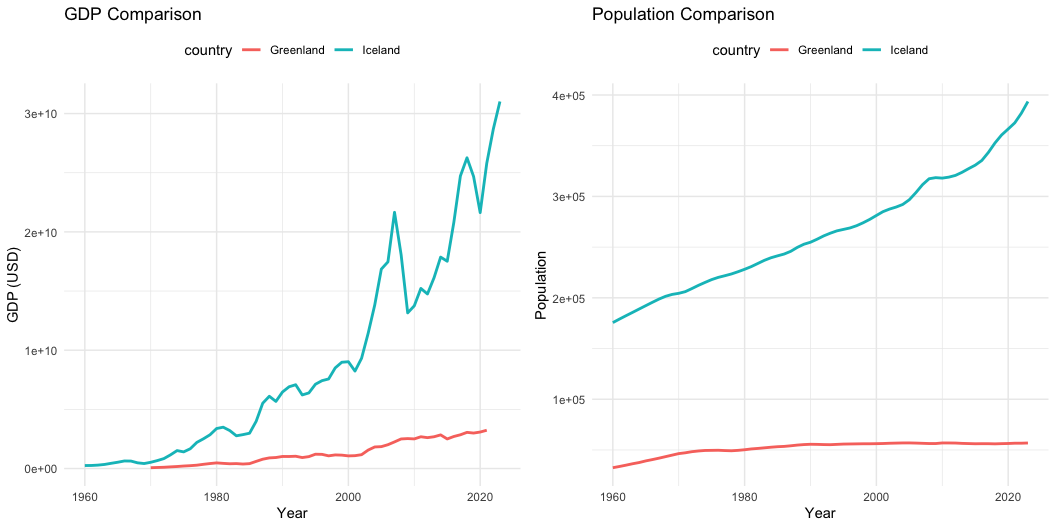 GDP Comparison
country Greenland Iceland
3e+10
2e+10
1e+10
0e+00
GDP (USD)
1960 1980 2000 2020
Year
Population Comparison
country Greenland Iceland
4e+05
3e+05
2e+05
1e+05
Population
1960 1980 2000 2020
Year